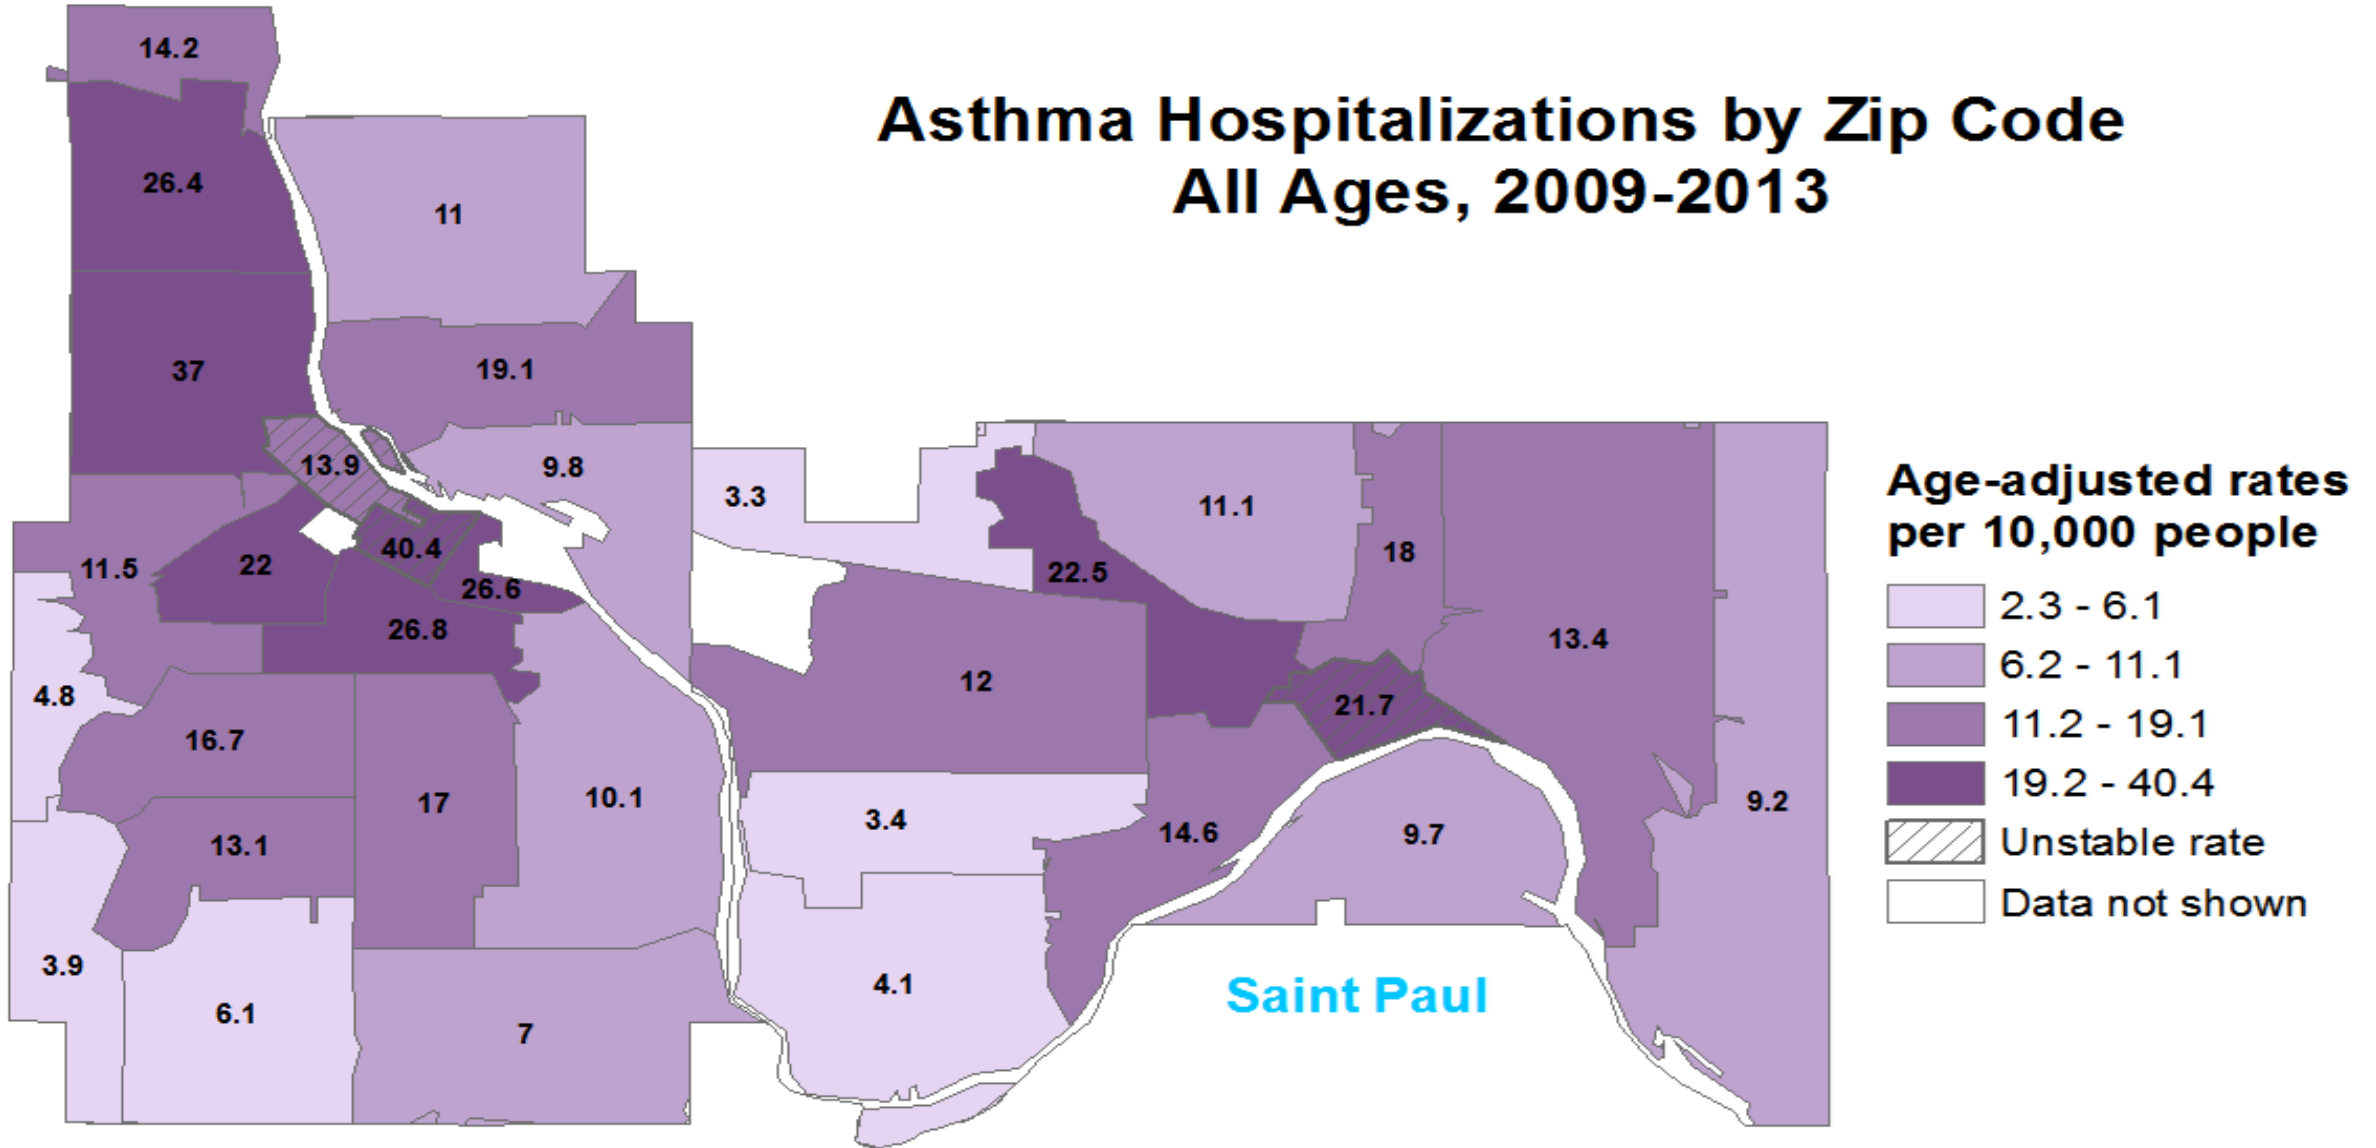 Asthma Hospitalizations by Zip Code
All Ages, 2009-2013
14.2
26.4
11
37
19.1
13.9
9.8
3.3
11.1
40.4
18
11.5
22
26.6
22.5
26.8
13.4
4.8
12
21.7
16.7
17
10.1
9.2
3.4
14.6
9.7
13.1
3.9
4.1
6.1
7
Saint Paul
Age-adjusted rates
per 10,000 people
2.3 - 6.1
6.2 - 11.1
11.2 - 19.1
19.2 - 40.4
Unstable rate
Data not shown